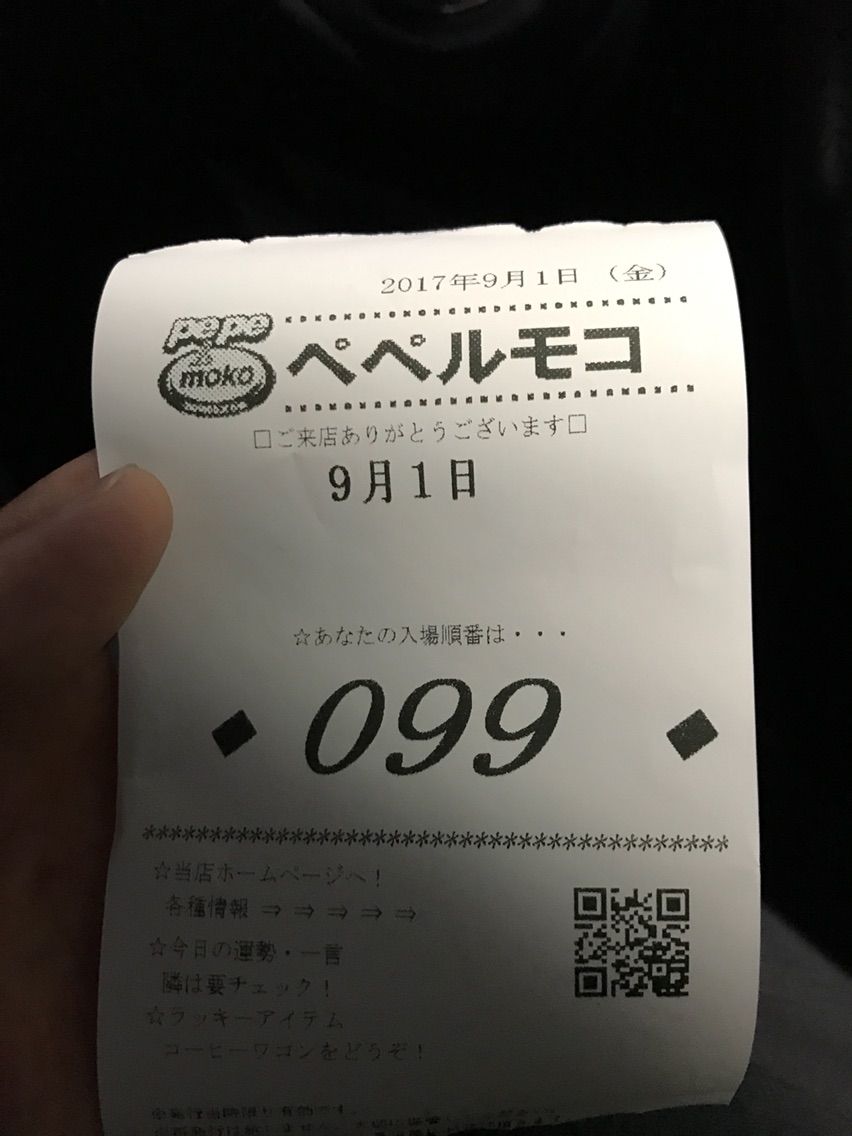 2017年9月1日 (金)
pepe
moko
ペペルモコ
□ご来店ありがとうございます□
9月1日
☆あなたの入場順番は・・・
◆ 099 ◆
********************************************
☆当店ホームページへ!
各種情報 ⇒ ⇒ ⇒ ⇒ ⇒
☆今日の運勢・一言
隣は要チェック!
☆ラッキーアイテム
コーヒーワゴンをどうぞ!